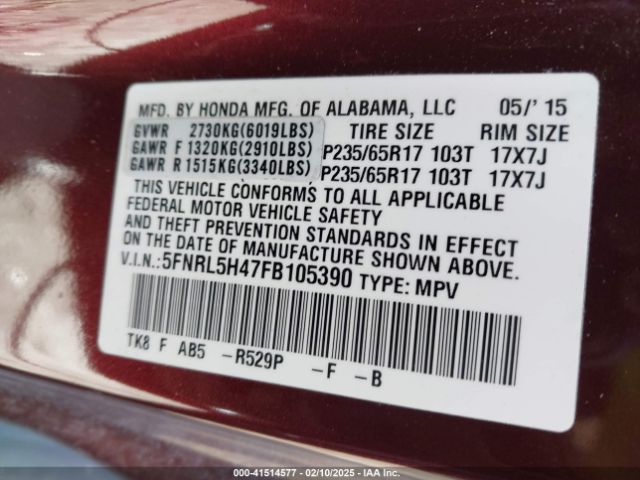 MFD. BY HONDA MFG. OF ALABAMA, LLC 05/' 15
GVWR 2730KG(6019LBS) TIRE SIZE RIM SIZE
GAWR F 1320KG(2910LBS) P235/65R17 103T 17X7J
GAWR R 1515KG(3340LBS) P235/65R17 103T 17X7J
THIS VEHICLE CONFORMS TO ALL APPLICABLE
FEDERAL MOTOR VEHICLE SAFETY
AND THEFT PREVENTION STANDARDS IN EFFECT
ON THE DATE OF MANUFACTURE SHOWN ABOVE.
V.I.N.:5FNRL5H47FB105390 TYPE: MPV
TK8 F AB5 -R529P -F -B
000-41514577 - 02/10/2025 - IAA Inc.